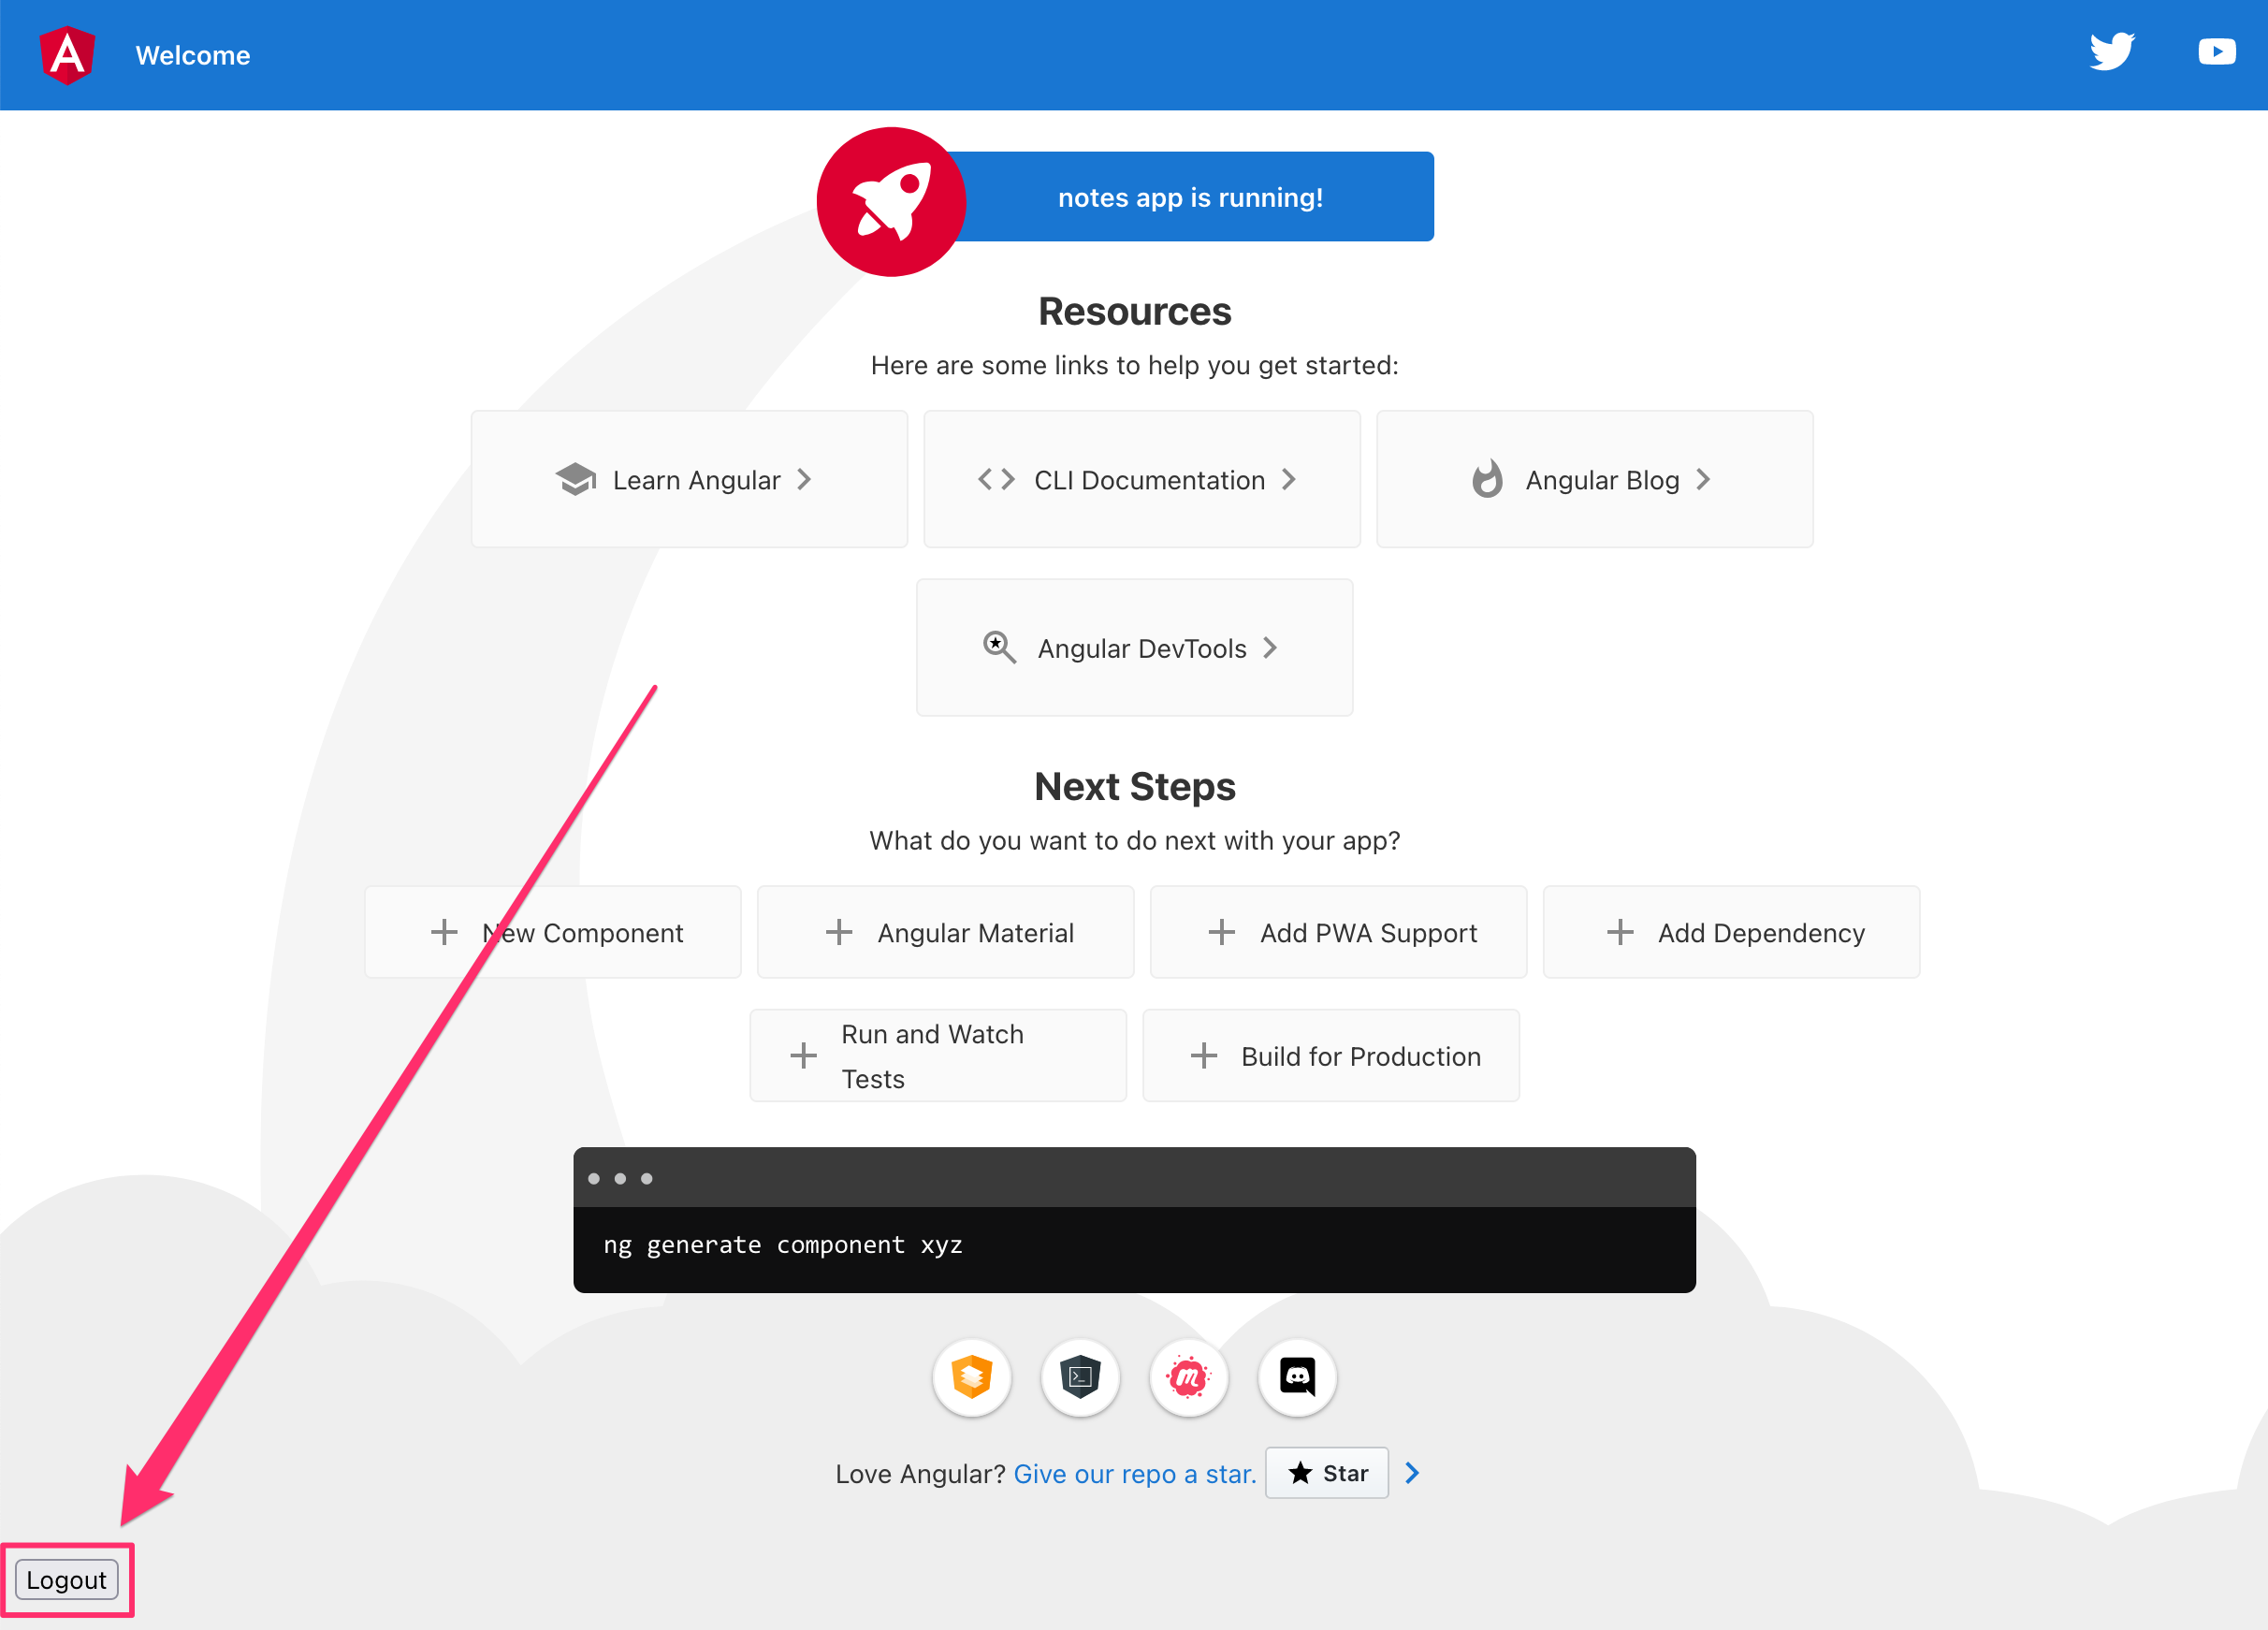 Welcome
notes app is running!
Resources
Here are some links to help you get started:
Learn Angular
CLI Documentation
Angular Blog
Angular DevTools
Next Steps
What do you want to do next with your app?
New Component
Angular Material
Add PWA Support
Add Dependency
Run and Watch
Tests
Build for Production
ng generate component xyz
Love Angular? Give our repo a star. Star
Logout